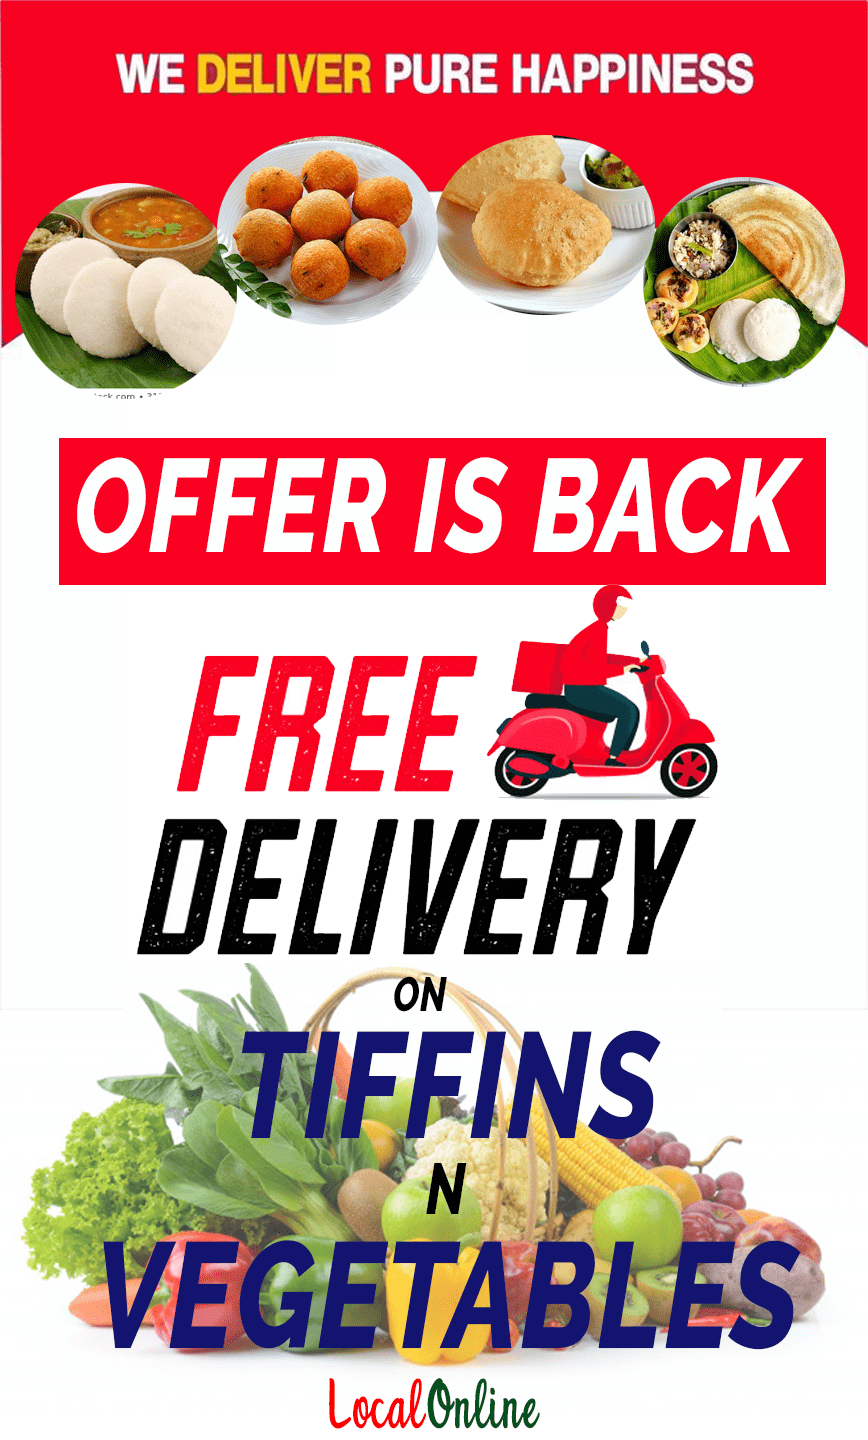 WE DELIVER PURE HAPPINESS
OFFER IS BACK
FREE
DELIVERY
ON
TIFFINS
N
VEGETABLES
LocalOnline